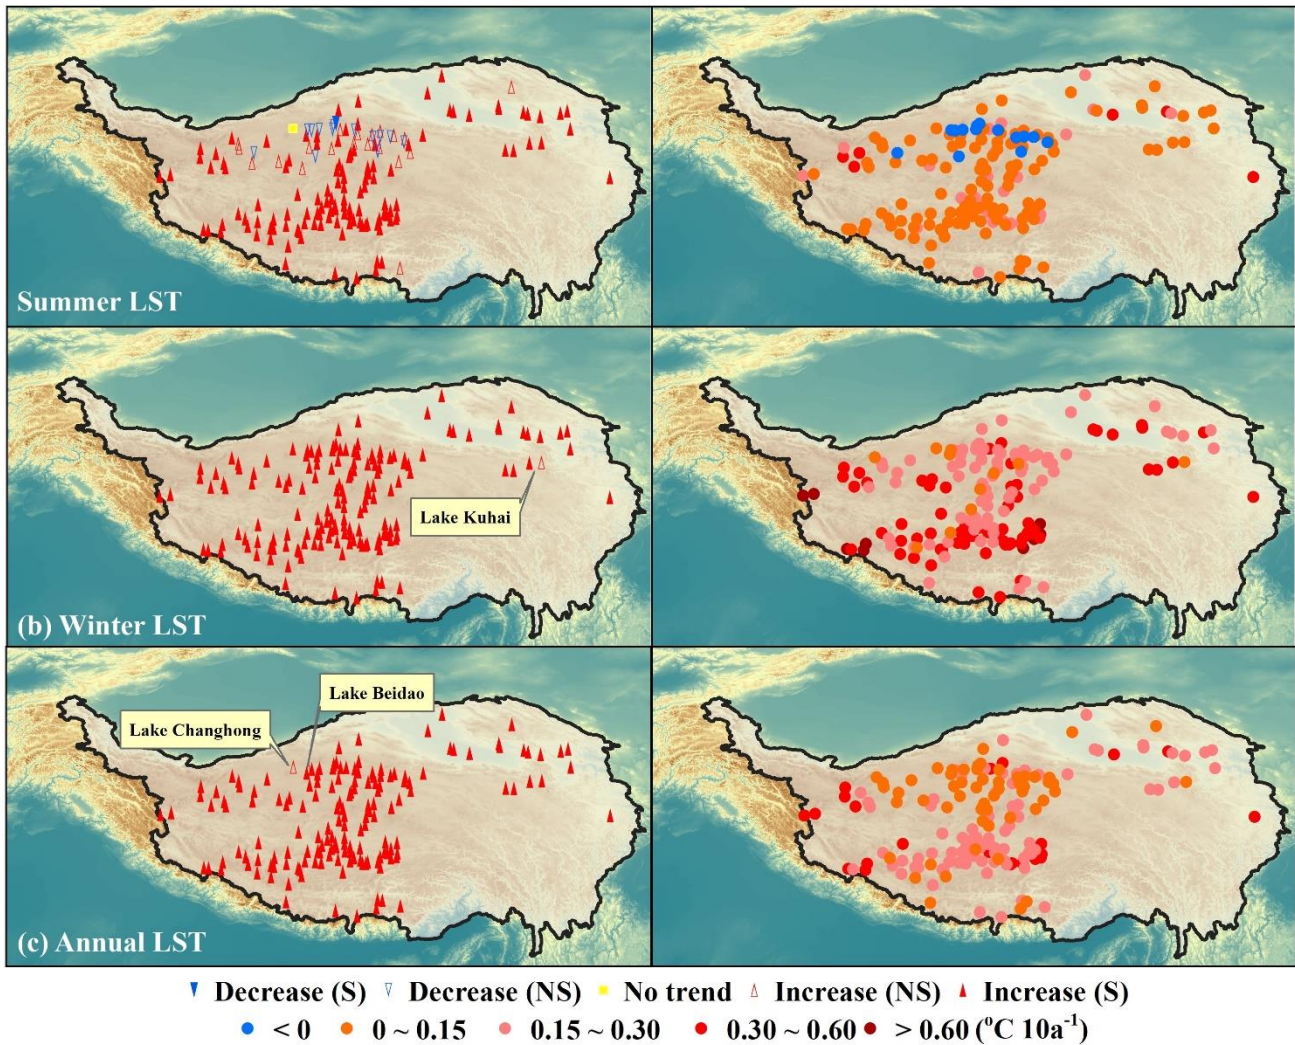 Summer LST
Lake Kuhai
(b) Winter LST
Lake Beidao
Lake Changhong
(c) Annual LST
Decrease (S) Decrease (NS) No trend Increase (NS) Increase (S)
< 0 0 ~ 0.15 0.15 ~ 0.30 0.30 ~ 0.60 > 0.60 (°C 10a⁻¹)